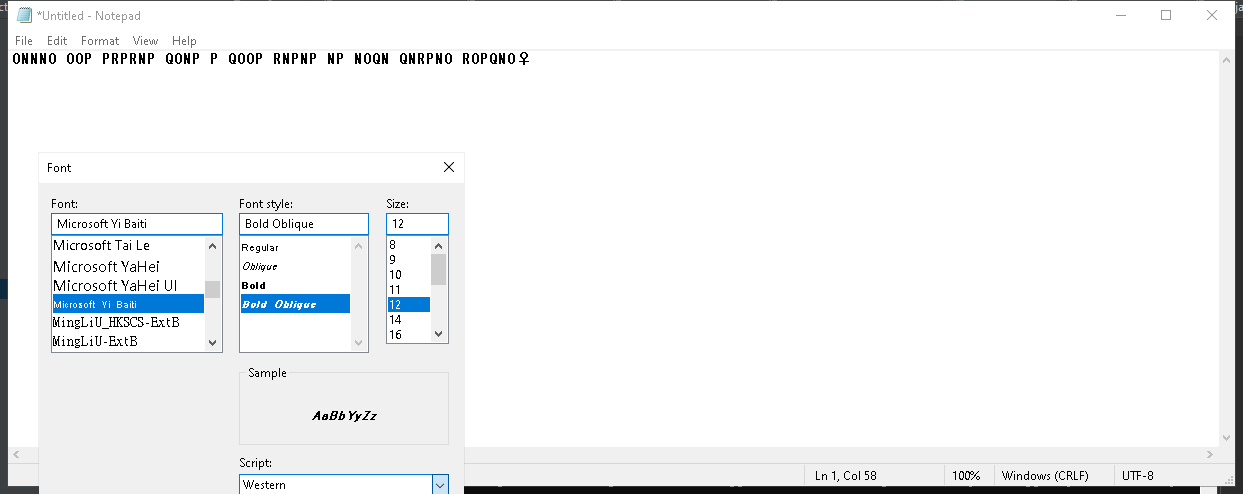 *Untitled - Notepad
File Edit Format View Help
ONNNO OOP PRPRNP QONP P QOOP RNPNP NP NOQN QNRPNO ROPQNO♀
Font
Font: Font style: Size:
Microsoft Yi Baiti Bold Oblique 12
Microsoft Tai Le Regular 8
Microsoft YaHei Oblique 9
Microsoft YaHei UI Bold 10
Microsoft Yi Baiti Bold Oblique 11
MingLiU_HKSCS-ExtB 12
MingLiU-ExtB 14
16
Sample
AaBbYyZz
Script:
Western
Ln 1, Col 58 100% Windows (CRLF) UTF-8